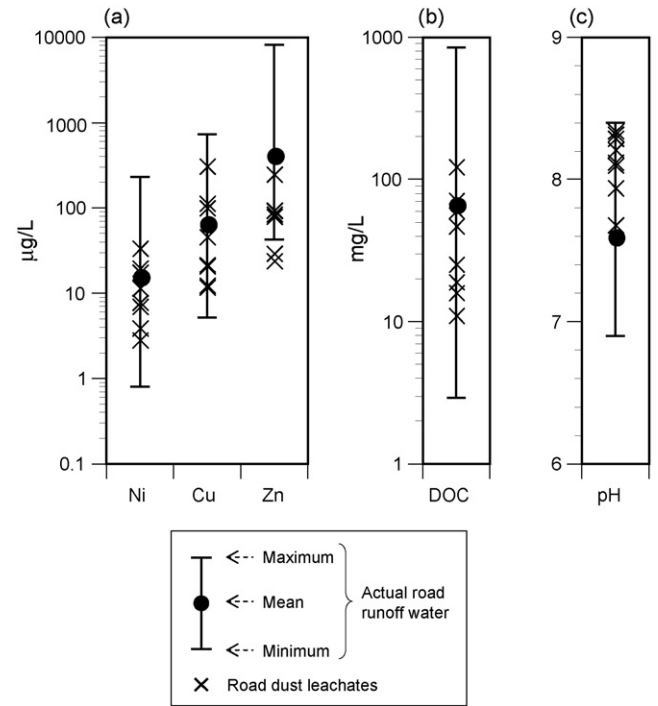 (a)
10000
1000
100
10
1
0.1
µg/L
Ni Cu Zn
(b)
1000
100
10
1
mg/L
DOC
(c)
9
8
7
6
pH
Maximum
Mean
Minimum
Actual road
runoff water
Road dust leachates